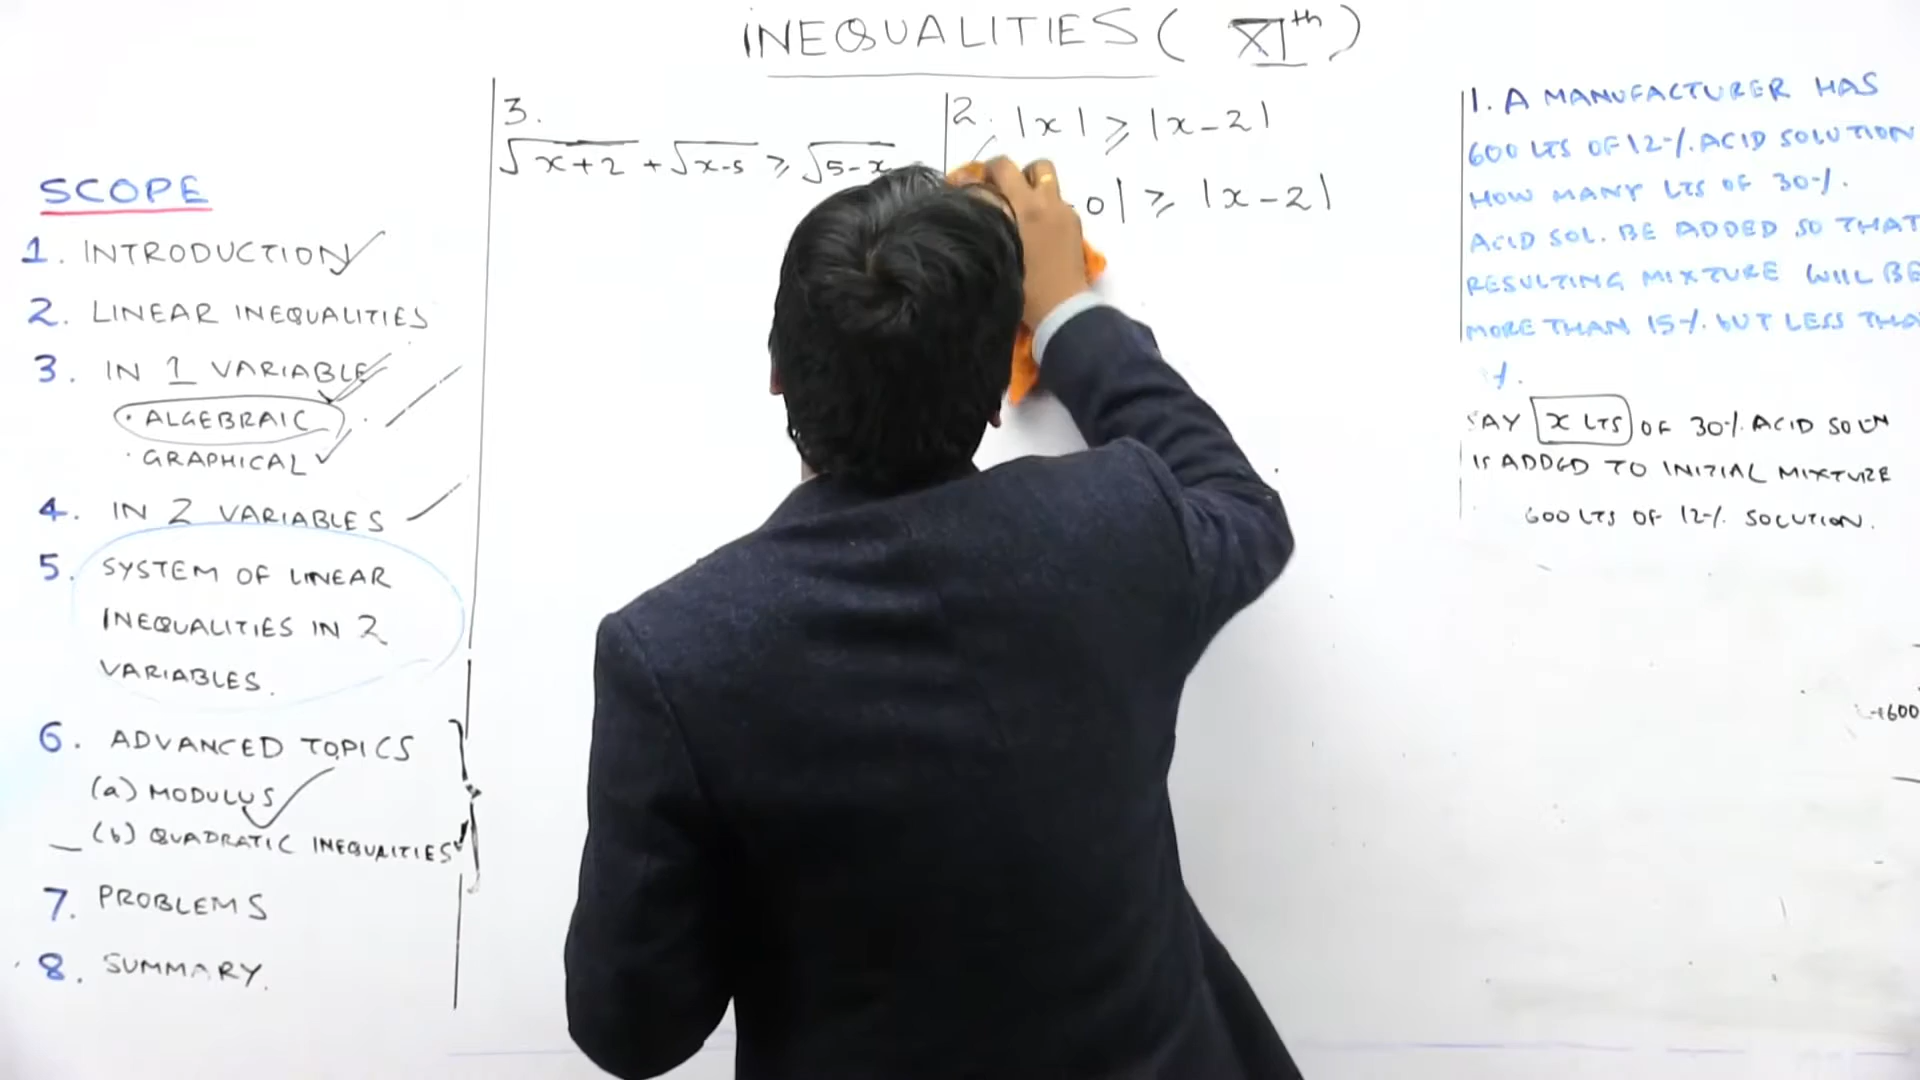 INEQUALITIES ( XIth )
SCOPE
1. INTRODUCTION
2. LINEAR INEQUALITIES
3. IN 1 VARIABLE
· ALGEBRAIC
· GRAPHICAL
4. IN 2 VARIABLES
5. SYSTEM OF LINEAR
INEQUALITIES IN 2
VARIABLES.
6. ADVANCED TOPICS
(a) MODULUS
(b) QUADRATIC INEQUALTIES
7. PROBLEMS
8. SUMMARY.
3.
√x+2 + √x-5 ≥ √5-x
2. |x| ≥ |x-2|
-0| ≥ |x-2|
1. A MANUFACTURER HAS
600 LTS OF 12-/. ACID SOLUTION
HOW MANY LTS OF 30-/.
ACID SOL. BE ADDED SO THAT
RESULTING MIXTURE WILL BE
MORE THAN 15-/. BUT LESS THA
/.
SAY x LTS OF 30-/. ACID SOLN
IS ADDED TO INITIAL MIXTURE
600 LTS OF 12-/. SOLUTION.
+600